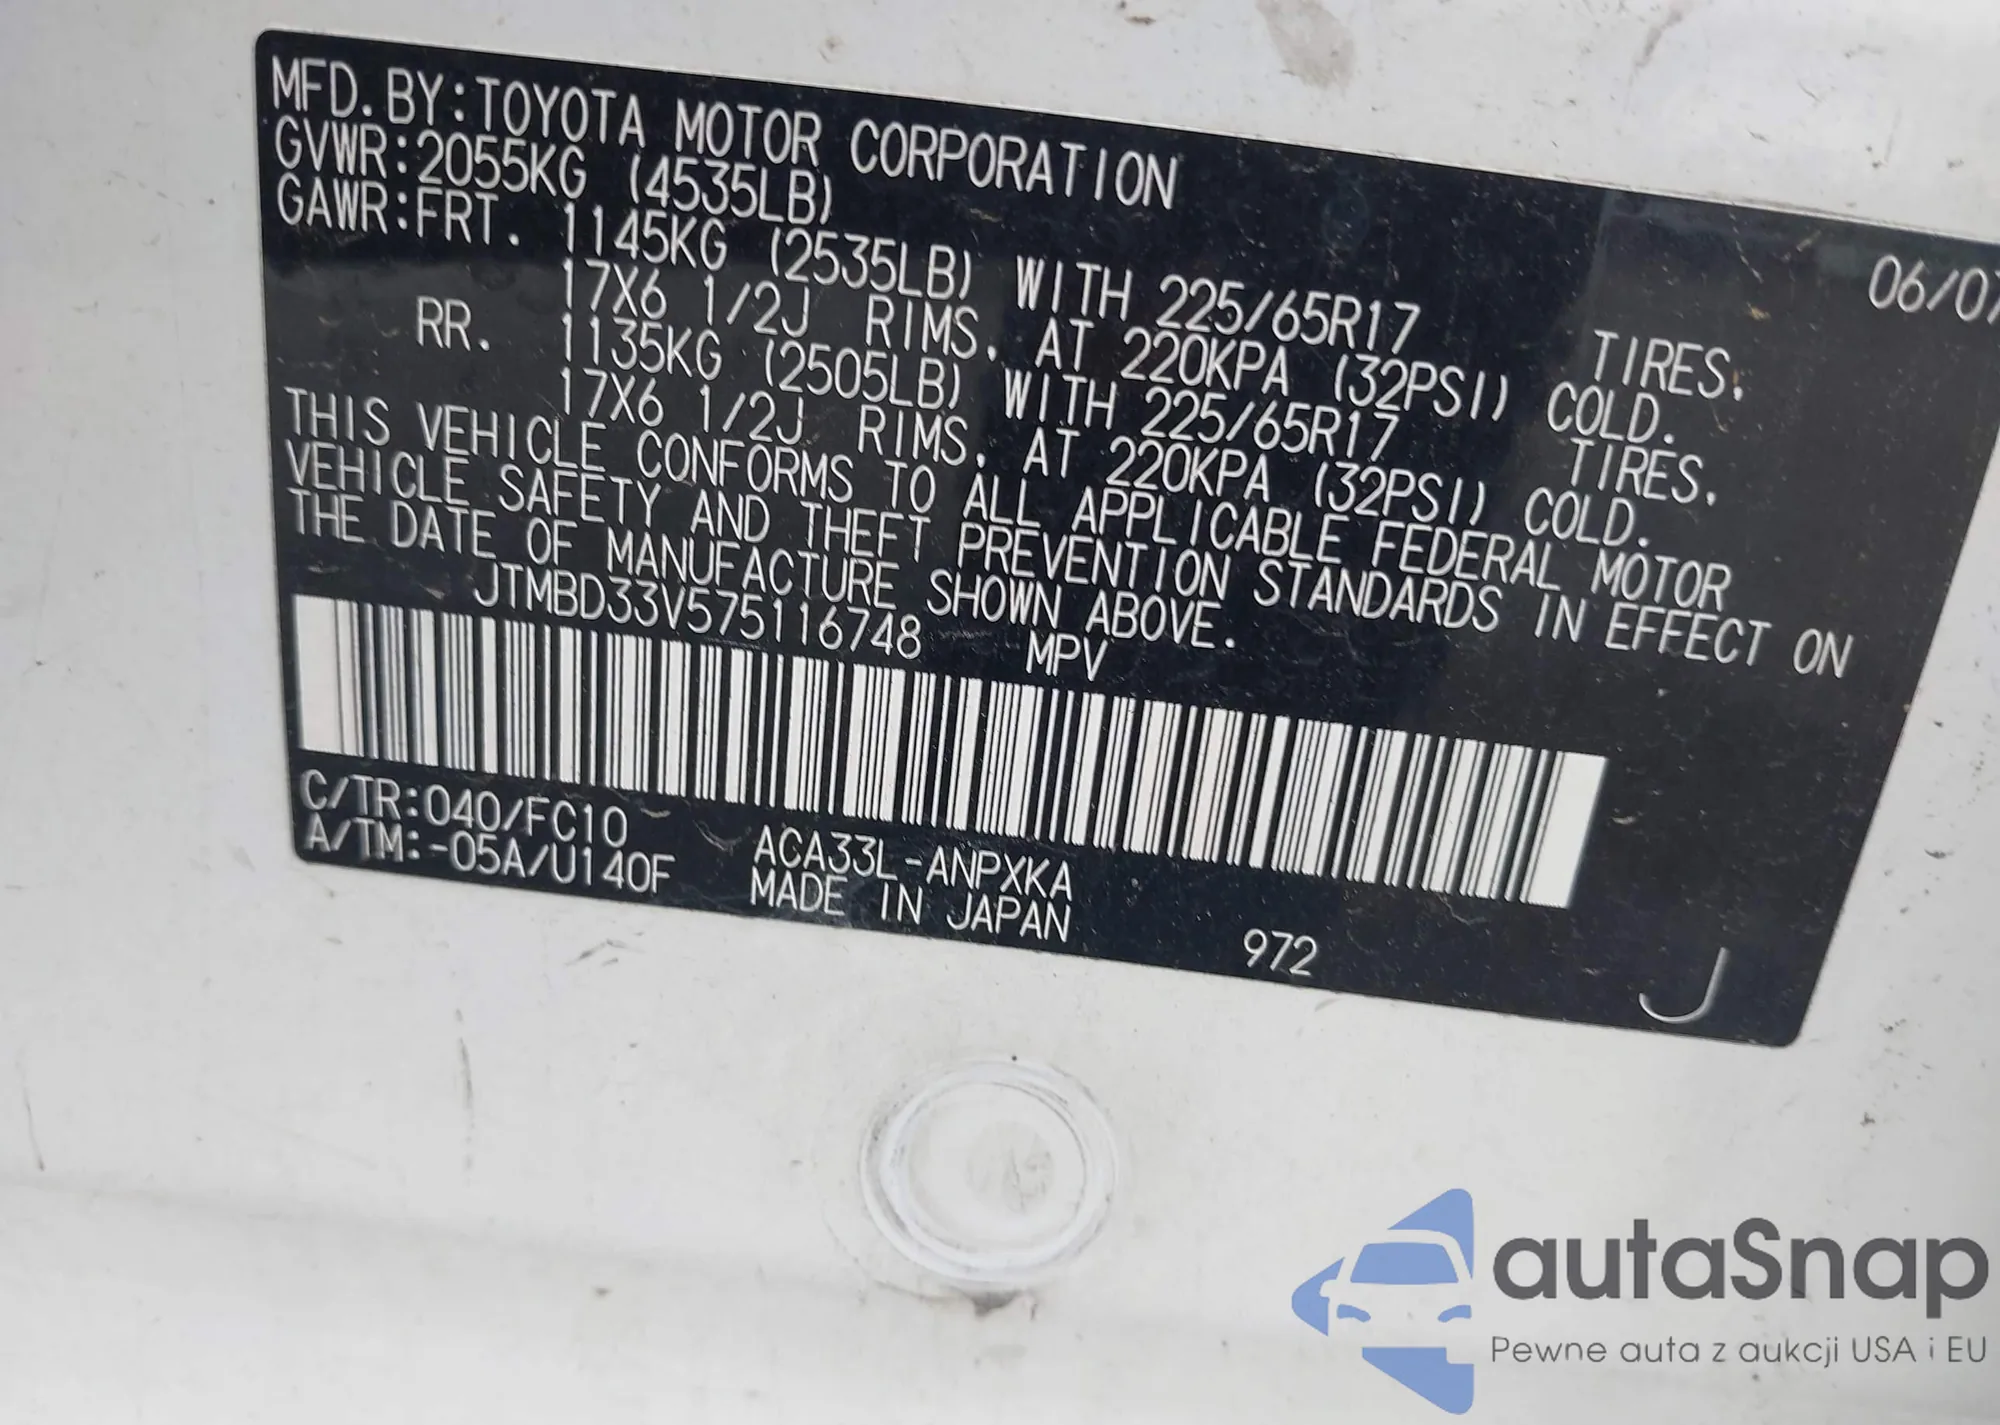 MFD. BY: TOYOTA MOTOR CORPORATION 06/07
GVWR: 2055KG (4535LB)
GAWR: FRT. 1145KG (2535LB) WITH 225/65R17 TIRES,
17X6 1/2J RIMS, AT 220KPA (32PSI) COLD.
RR. 1135KG (2505LB) WITH 225/65R17 TIRES,
17X6 1/2J RIMS, AT 220KPA (32PSI) COLD.
THIS VEHICLE CONFORMS TO ALL APPLICABLE FEDERAL MOTOR
VEHICLE SAFETY AND THEFT PREVENTION STANDARDS IN EFFECT ON
THE DATE OF MANUFACTURE SHOWN ABOVE.
JTMBD33V575116748 MPV
C/TR: 040/FC10 ACA33L-ANPXKA
A/TM: -05A/U140F MADE IN JAPAN 972 J
autaSnap
Pewne auta z aukcji USA i EU